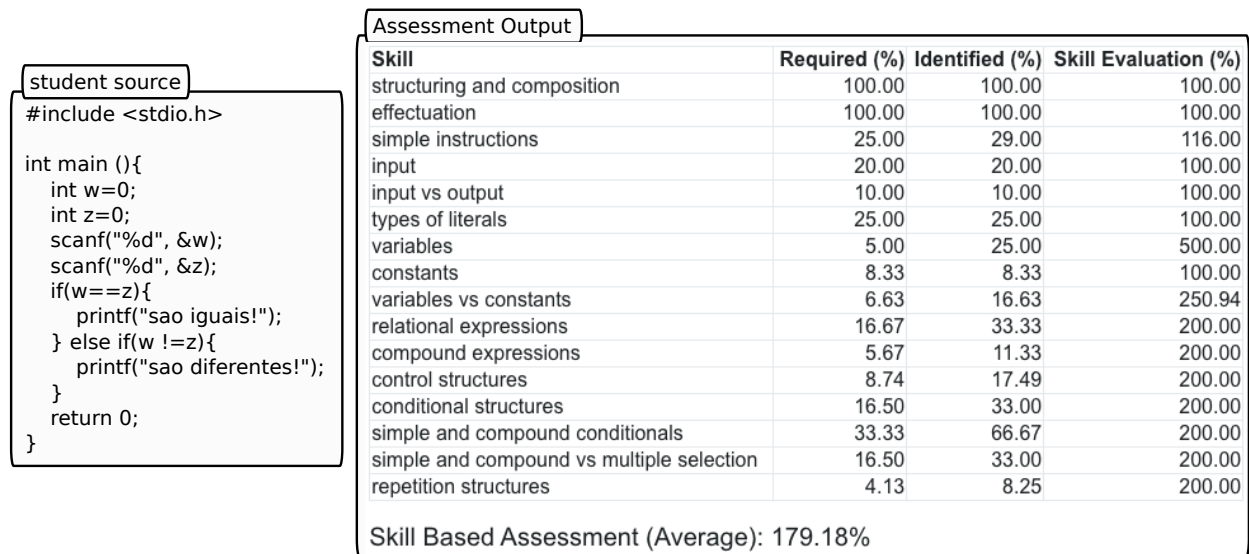 student source
#include <stdio.h>
int main (){
int w=0;
int z=0;
scanf("%d", &w);
scanf("%d", &z);
if(w==z){
printf("sao iguais!");
} else if(w !=z){
printf("sao diferentes!");
}
return 0;
}
Assessment Output
Skill Required (%) Identified (%) Skill Evaluation (%)
structuring and composition 100.00 100.00 100.00
effectuation 100.00 100.00 100.00
simple instructions 25.00 29.00 116.00
input 20.00 20.00 100.00
input vs output 10.00 10.00 100.00
types of literals 25.00 25.00 100.00
variables 5.00 25.00 500.00
constants 8.33 8.33 100.00
variables vs constants 6.63 16.63 250.94
relational expressions 16.67 33.33 200.00
compound expressions 5.67 11.33 200.00
control structures 8.74 17.49 200.00
conditional structures 16.50 33.00 200.00
simple and compound conditionals 33.33 66.67 200.00
simple and compound vs multiple selection 16.50 33.00 200.00
repetition structures 4.13 8.25 200.00
Skill Based Assessment (Average): 179.18%